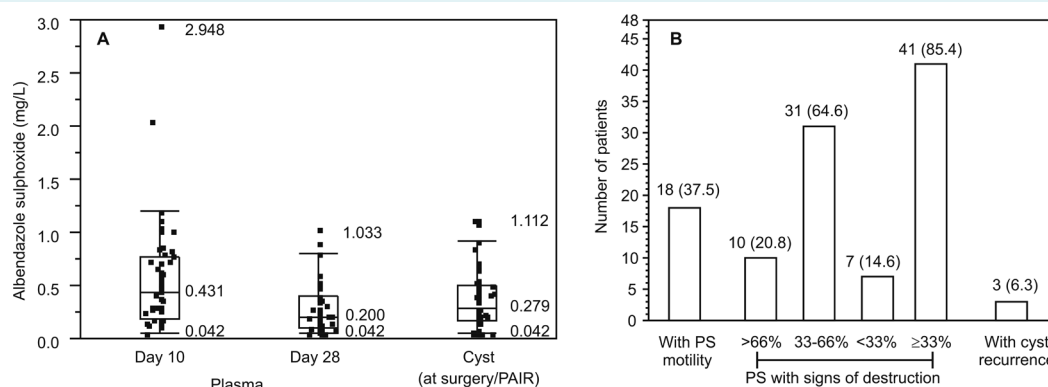 A
3.0
2.5
2.0
1.5
1.0
0.5
0.0
Albendazole sulphoxide (mg/L)
2.948
0.431
0.042
1.033
0.200
0.042
1.112
0.279
0.042
Day 10
Day 28
Cyst
(at surgery/PAIR)
Plasma
B
48
45
40
35
30
25
20
15
10
5
0
Number of patients
18 (37.5)
10 (20.8)
31 (64.6)
7 (14.6)
41 (85.4)
3 (6.3)
With PS
motility
>66%
33-66%
<33%
≥33%
With cyst
recurrence
PS with signs of destruction